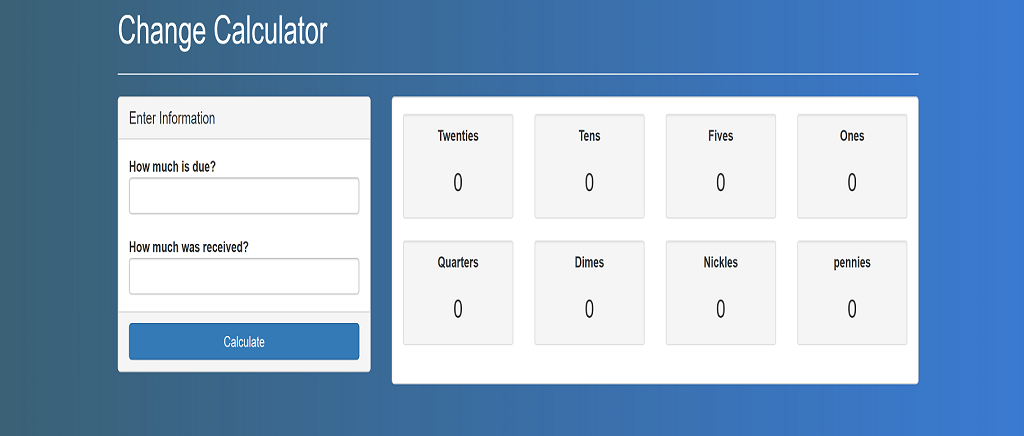 Change Calculator
Enter Information
How much is due?
How much was received?
Calculate
Twenties Tens Fives Ones
0 0 0 0
Quarters Dimes Nickles pennies
0 0 0 0